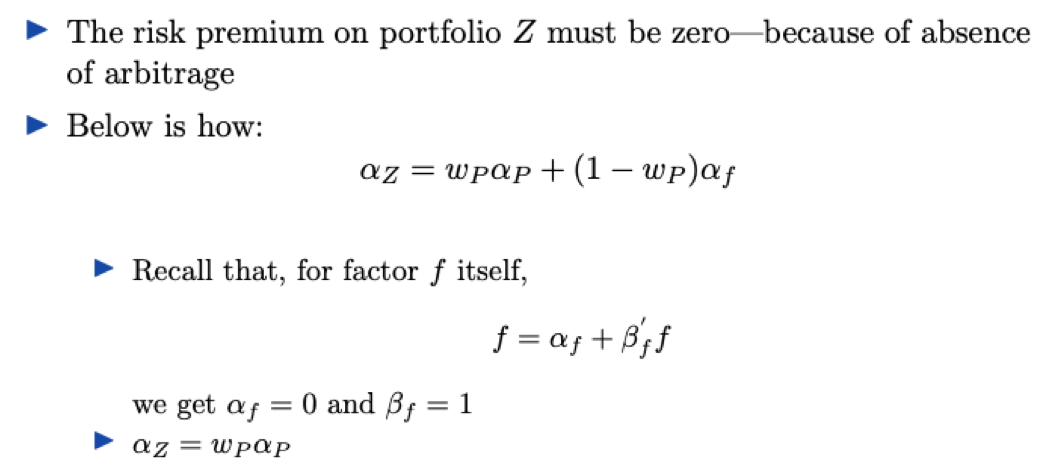 ▶ The risk premium on portfolio Z must be zero—because of absence
of arbitrage
▶ Below is how:
α_Z = w_P α_P + (1 − w_P)α_f
▶ Recall that, for factor f itself,
f = α_f + β′_f f
we get α_f = 0 and β_f = 1
▶ α_Z = w_P α_P